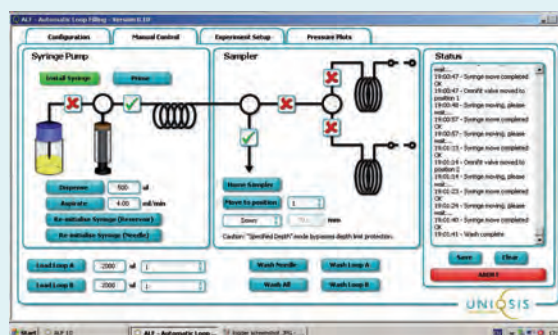 ALF - Automatic Loop Filling - Version 0.10
Configuration
Manual Control
Experiment Setup
Pressure Plots
Syringe Pump
Install Syringe
Prime
Dispense
500
ul
Aspirate
4.00
ml/min
Re-initialise Syringe (Reservoir)
Re-initialise Syringe (Needle)
Sampler
Home Sampler
Move to position
1
Down
mm
Caution: "Specified Depth" mode bypasses depth limit protection.
Load Loop A
2000
ul
1
Load Loop B
2000
ul
1
Wash Needle
Wash Loop A
Wash All
Wash Loop B
Status
wait....
19:00:47 - Syringe move completed
OK
19:00:47 - Omnifit valve moved to
position 1
19:00:48 - Syringe moving, please
wait....
19:00:57 - Syringe move completed
OK
19:00:57 - Syringe moving, please
wait....
19:01:13 - Syringe move completed
OK
19:01:14 - Omnifit valve moved to
position 2
19:01:14 - Syringe moving, please
wait....
19:01:23 - Syringe move completed
OK
19:01:24 - Syringe moving, please
wait....
19:01:40 - Syringe move completed
OK
19:01:41 - Wash complete
Save
Clear
ABORT
UNIQSIS
Start
ALF 10
ALF - Automatic Loop...